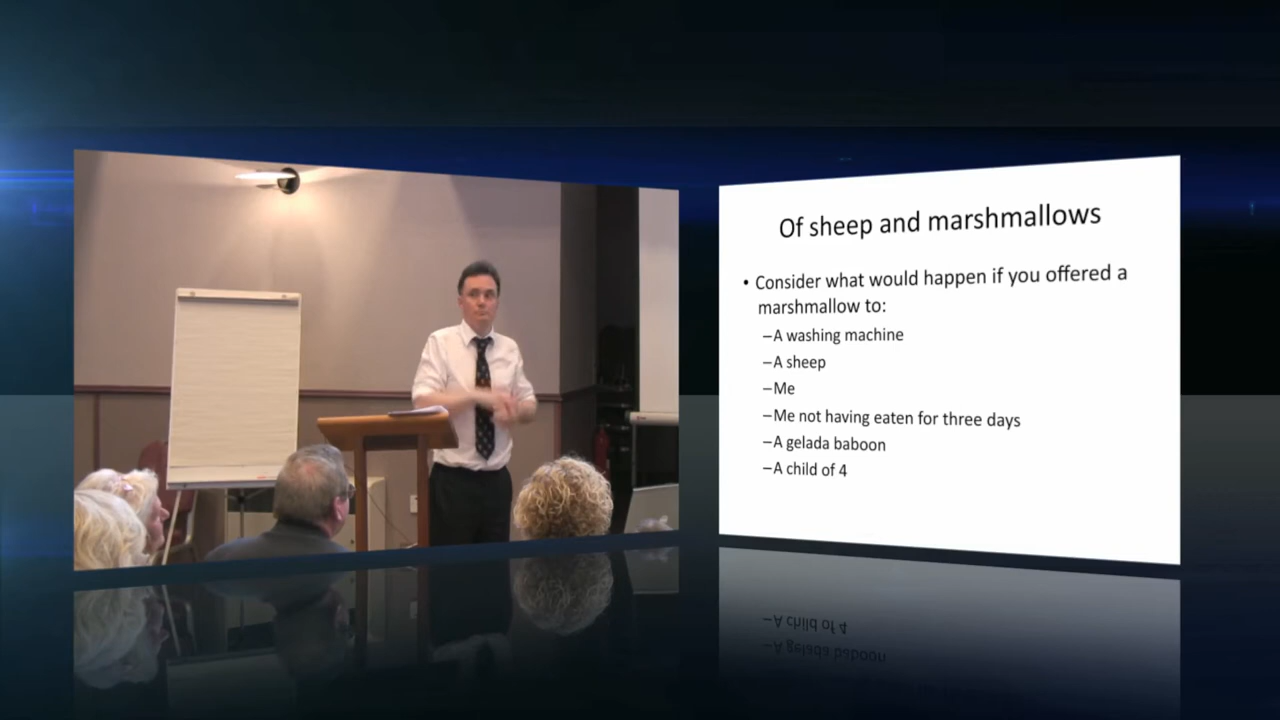 Of sheep and marshmallows
• Consider what would happen if you offered a
marshmallow to:
–A washing machine
–A sheep
–Me
–Me not having eaten for three days
–A gelada baboon
–A child of 4